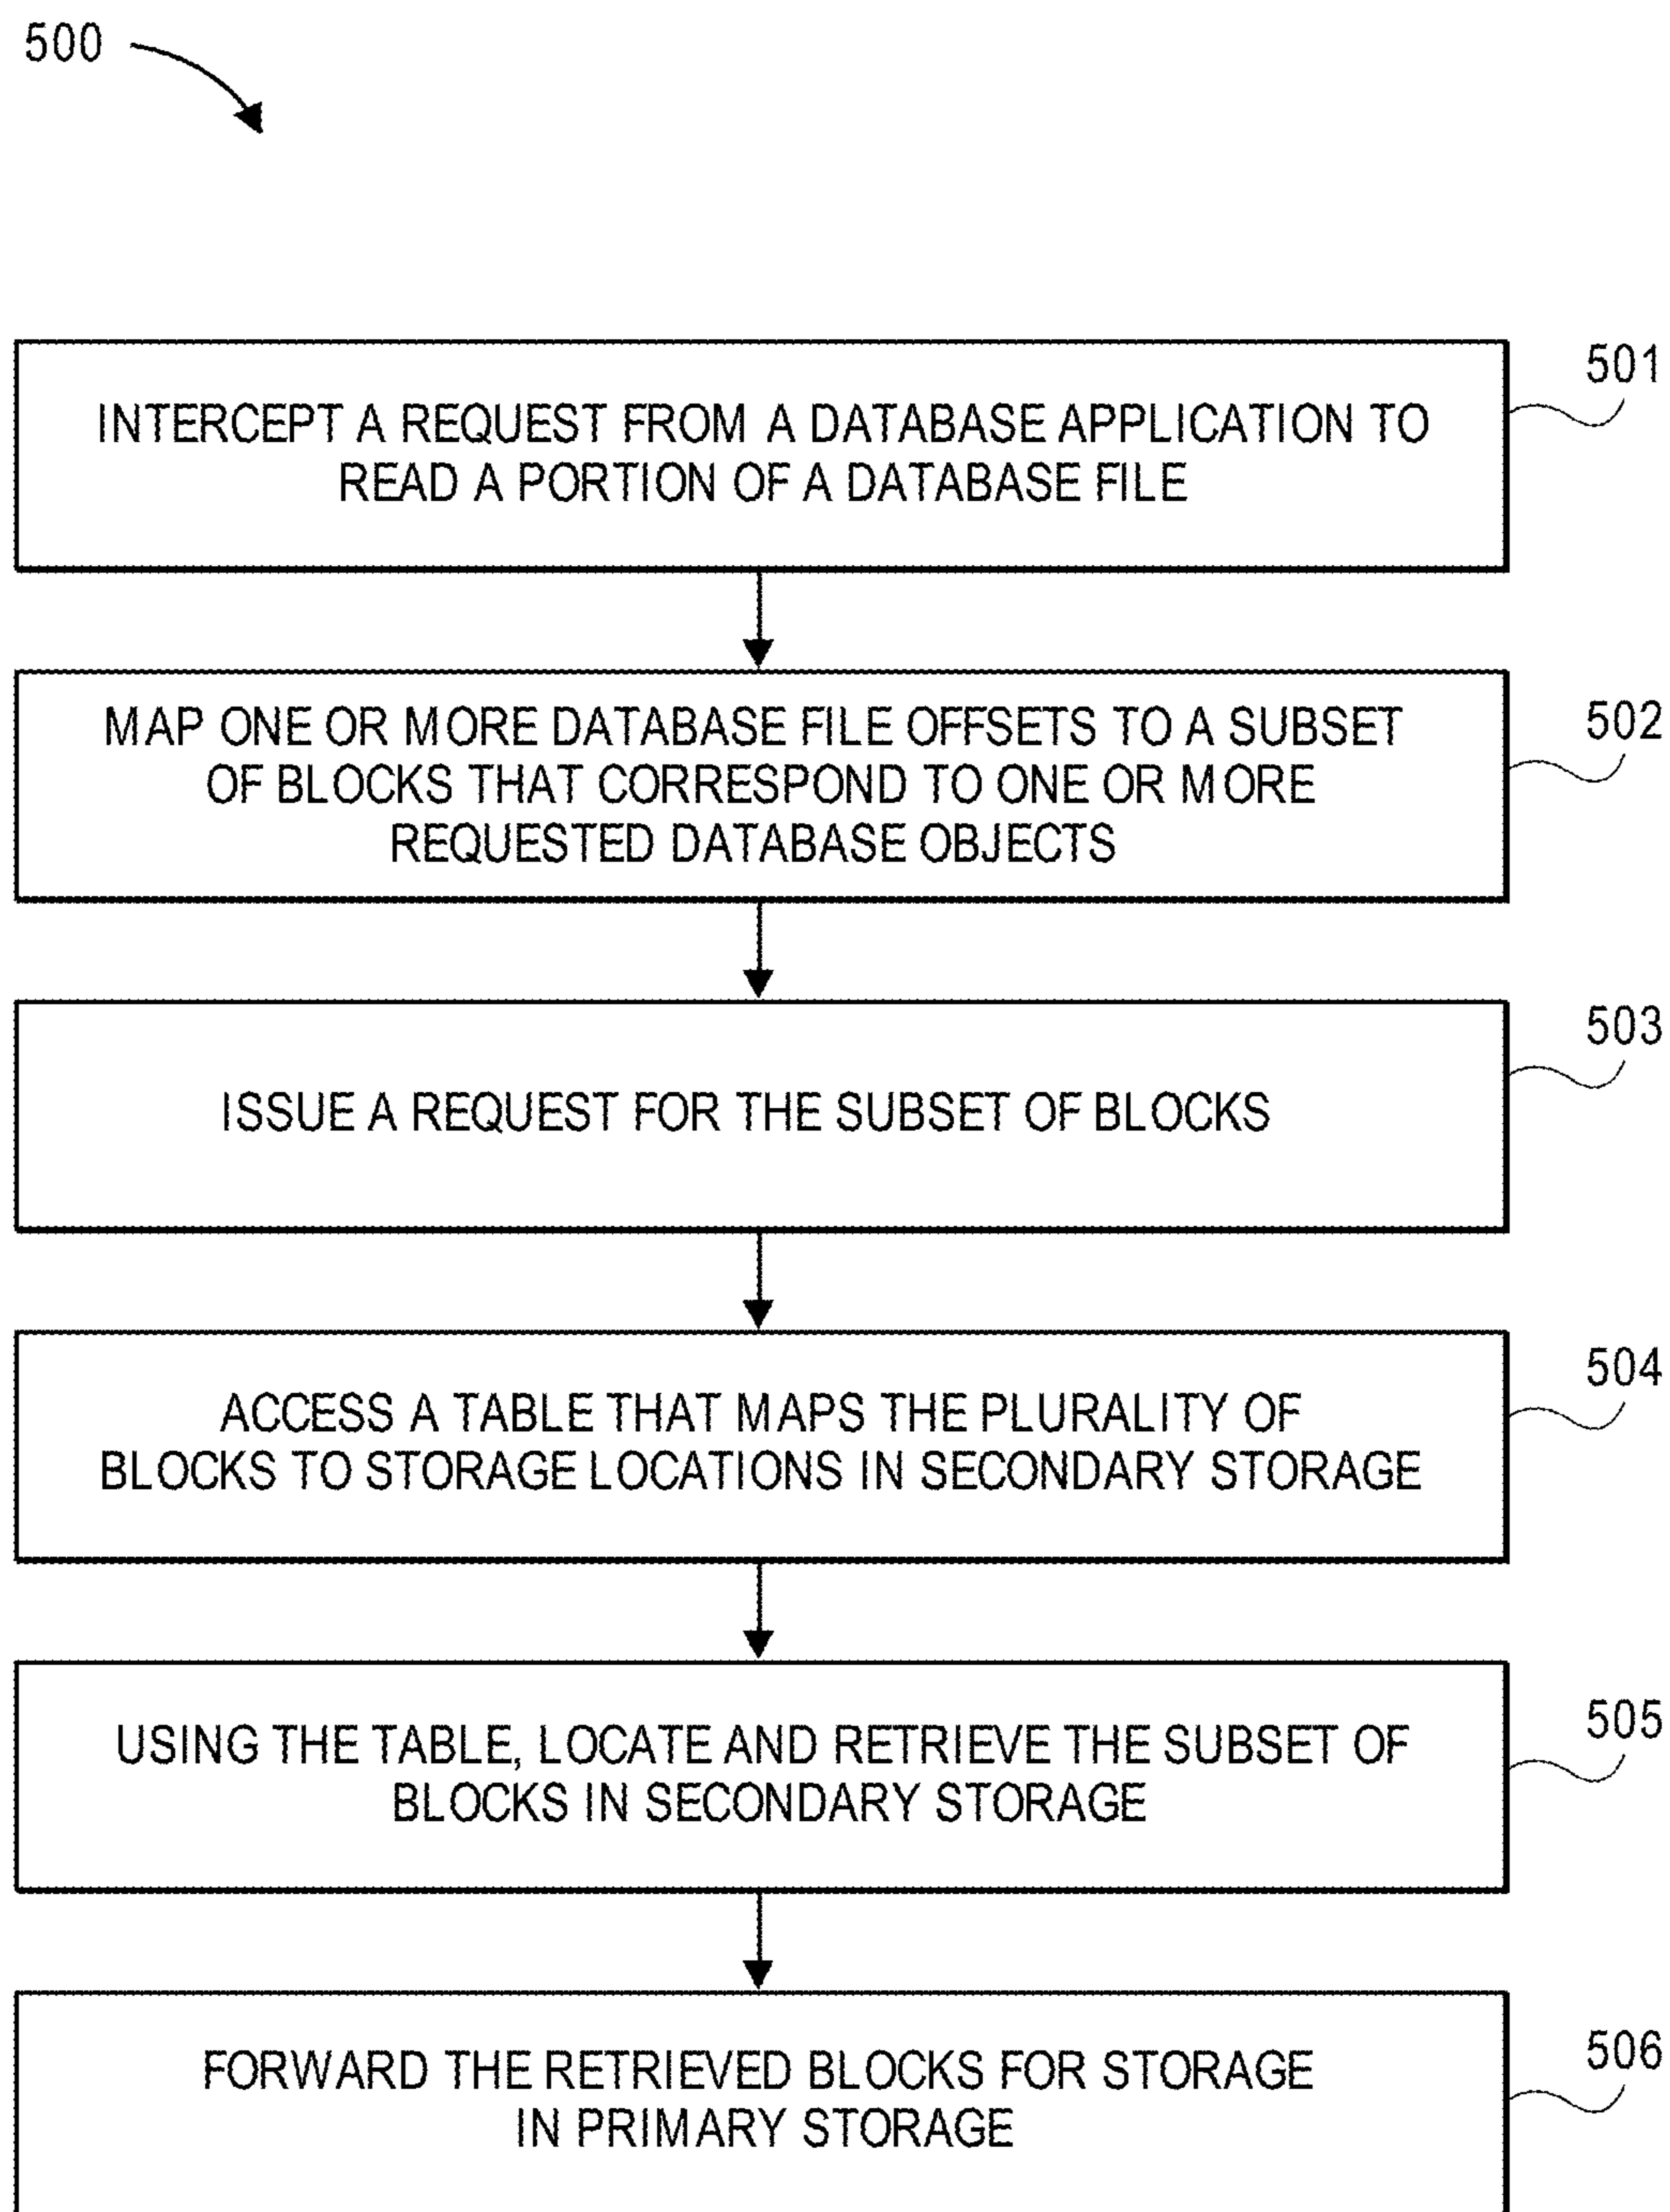 500
501
INTERCEPT A REQUEST FROM A DATABASE APPLICATION TO
READ A PORTION OF A DATABASE FILE
502
MAP ONE OR MORE DATABASE FILE OFFSETS TO A SUBSET
OF BLOCKS THAT CORRESPOND TO ONE OR MORE
REQUESTED DATABASE OBJECTS
503
ISSUE A REQUEST FOR THE SUBSET OF BLOCKS
504
ACCESS A TABLE THAT MAPS THE PLURALITY OF
BLOCKS TO STORAGE LOCATIONS IN SECONDARY STORAGE
505
USING THE TABLE, LOCATE AND RETRIEVE THE SUBSET OF
BLOCKS IN SECONDARY STORAGE
506
FORWARD THE RETRIEVED BLOCKS FOR STORAGE
IN PRIMARY STORAGE